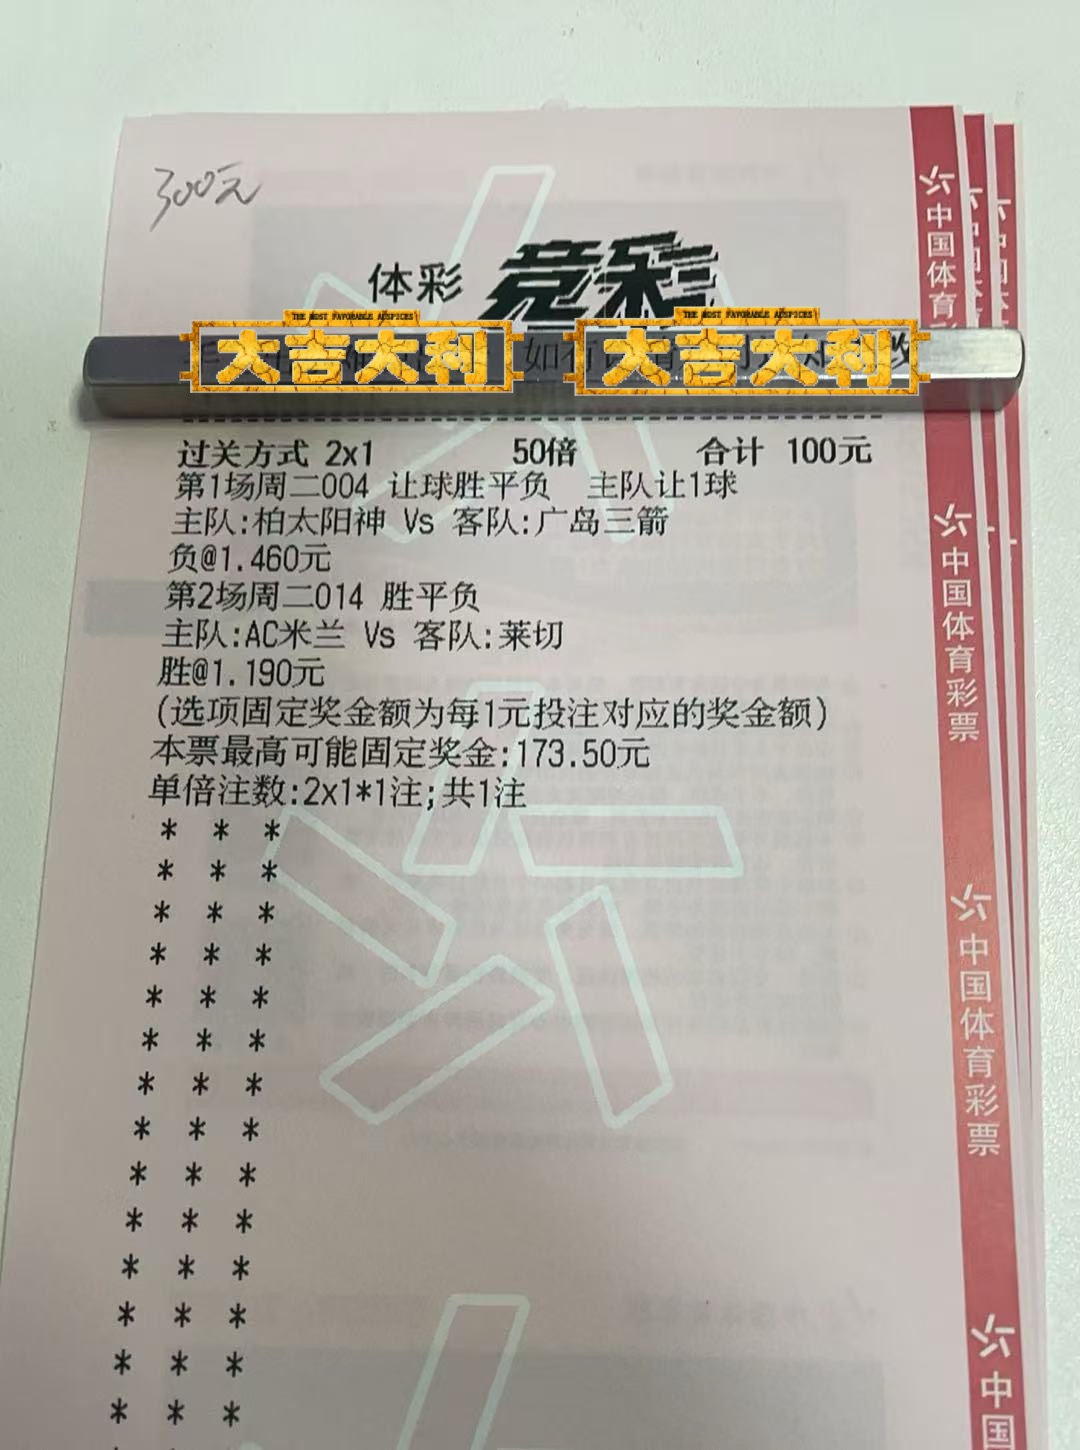 300元
体彩 竞彩
THE MOST FAVORABLE AUSPICES THE MOST FAVORABLE AUSPICES
大吉大利 如有 大吉大利 改
过关方式 2x1 50倍 合计 100元
第1场周二004 让球胜平负 主队让1球
主队:柏太阳神 Vs 客队:广岛三箭
负@1.460元
第2场周二014 胜平负
主队:AC米兰 Vs 客队:莱切
胜@1.190元
(选项固定奖金额为每1元投注对应的奖金额)
本票最高可能固定奖金:173.50元
单倍注数:2x1*1注;共1注
* * *
* * *
* * *
* * *
* * *
* * *
* * *
* * *
* * *
* * *
* * *
* * *
* * *
* * *
中国体育彩
中国体育彩票
中国体育彩票
中国